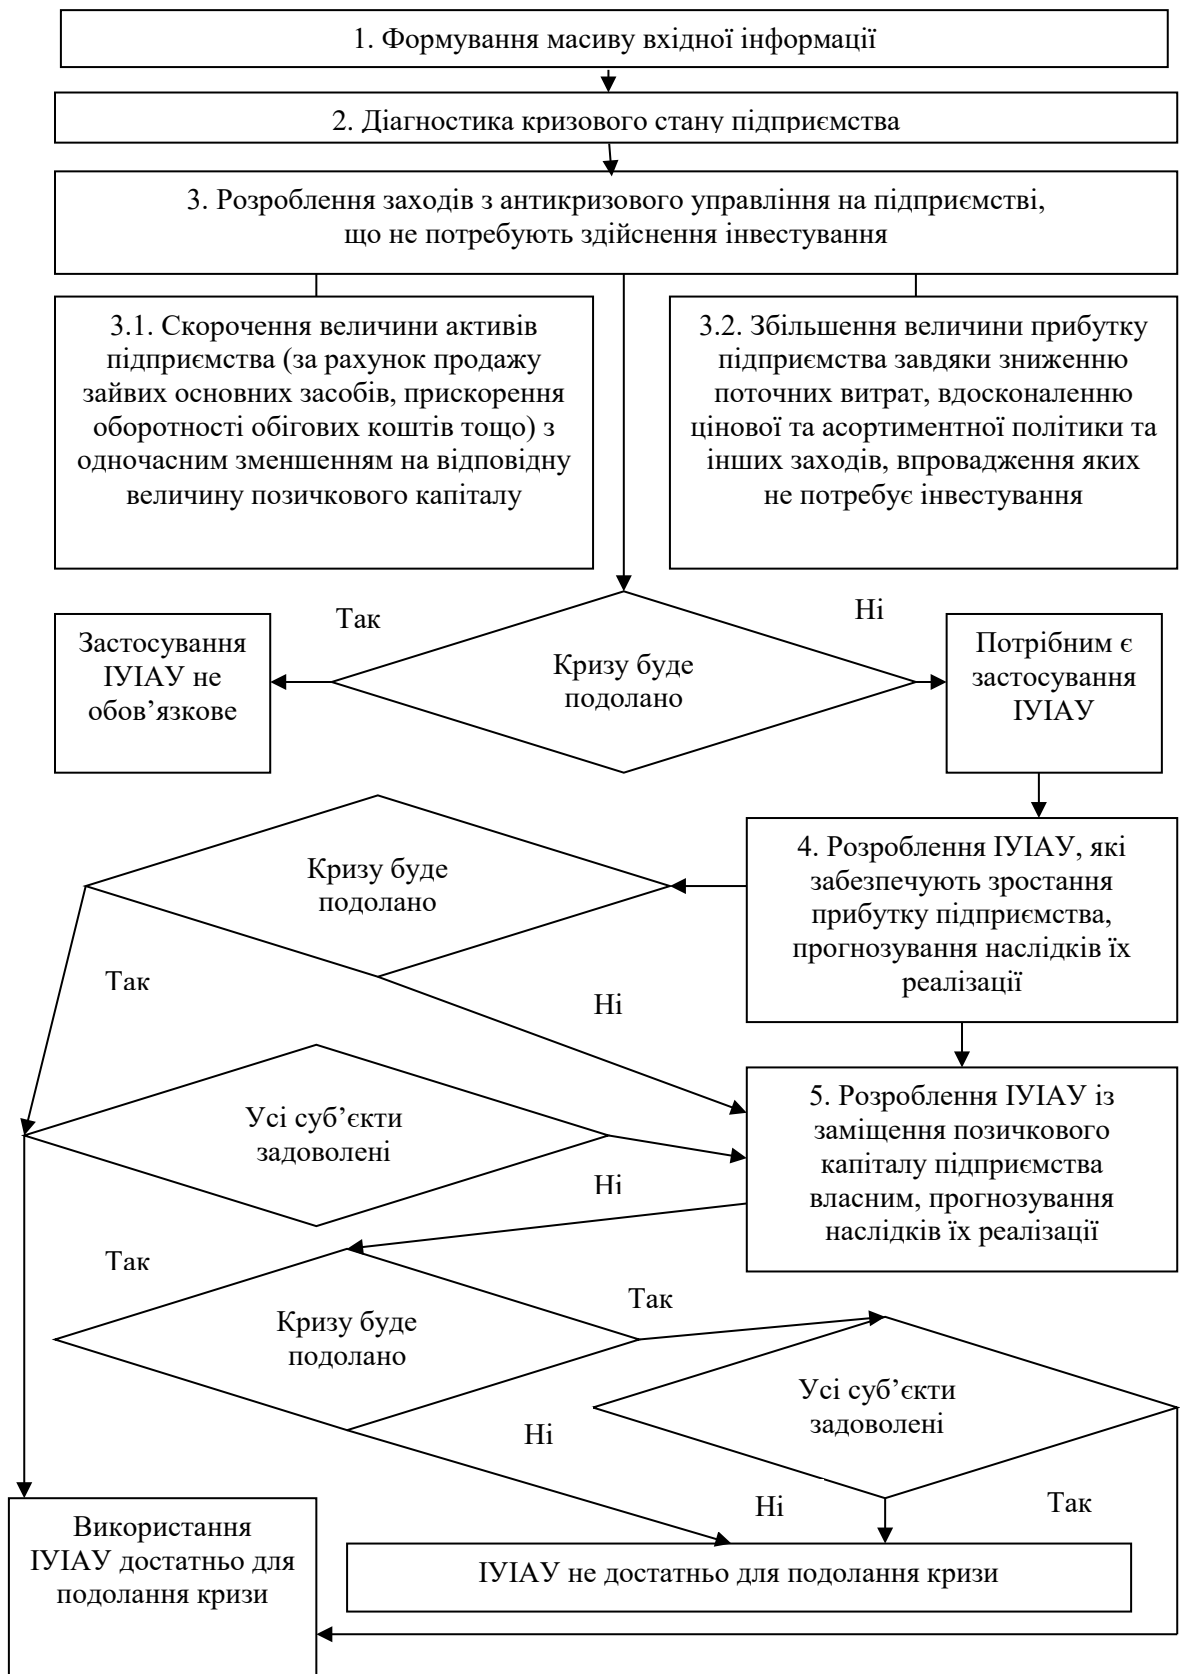 1. Формування масиву вхідної інформації
2. Діагностика кризового стану підприємства
3. Розроблення заходів з антикризового управління на підприємстві,
що не потребують здійснення інвестування
3.1. Скорочення величини активів
підприємства (за рахунок продажу
зайвих основних засобів, прискорення
оборотності обігових коштів тощо) з
одночасним зменшенням на відповідну
величину позичкового капіталу
3.2. Збільшення величини прибутку
підприємства завдяки зниженню
поточних витрат, вдосконаленню
цінової та асортиментної політики та
інших заходів, впровадження яких
не потребує інвестування
Так
Ні
Застосування
ІУІАУ не
обов’язкове
Кризу буде
подолано
Потрібним є
застосування
ІУІАУ
Кризу буде
подолано
4. Розроблення ІУІАУ, які
забезпечують зростання
прибутку підприємства,
прогнозування наслідків їх
реалізації
Так
Ні
Усі суб’єкти
задоволені
5. Розроблення ІУІАУ із
заміщення позичкового
капіталу підприємства
власним, прогнозування
наслідків їх реалізації
Ні
Так
Кризу буде
подолано
Так
Усі суб’єкти
задоволені
Ні
Ні
Так
Використання
ІУІАУ достатньо для
подолання кризи
ІУІАУ не достатньо для подолання кризи